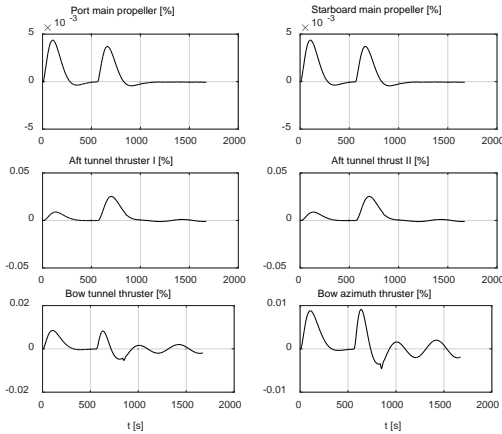 Port main propeller [%]
Starboard main propeller [%]
× 10 -3
5
0
-5
0 500 1000 1500 2000
× 10 -3
5
0
-5
0 500 1000 1500 2000
Aft tunnel thruster I [%]
Aft tunnel thrust II [%]
0.05
0
-0.05
0 500 1000 1500 2000
0.05
0
-0.05
0 500 1000 1500 2000
Bow tunnel thruster [%]
Bow azimuth thruster [%]
0.02
0
-0.02
0 500 1000 1500 2000
t [s]
0.01
0
-0.01
0 500 1000 1500 2000
t [s]